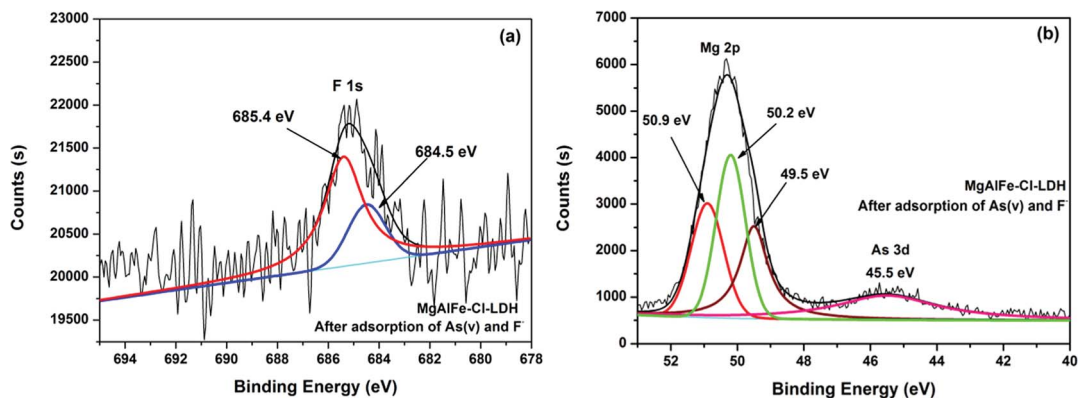 (a)
F 1s
685.4 eV
684.5 eV
MgAlFe-Cl-LDH
After adsorption of As(v) and F-
Counts (s)
23000
22500
22000
21500
21000
20500
20000
19500
694 692 690 688 686 684 682 680 678
Binding Energy (eV)
(b)
Mg 2p
50.9 eV
50.2 eV
49.5 eV
MgAlFe-Cl-LDH
After adsorption of As(v) and F-
As 3d
45.5 eV
Counts (s)
7000
6000
5000
4000
3000
2000
1000
0
52 50 48 46 44 42 40
Binding Energy (eV)